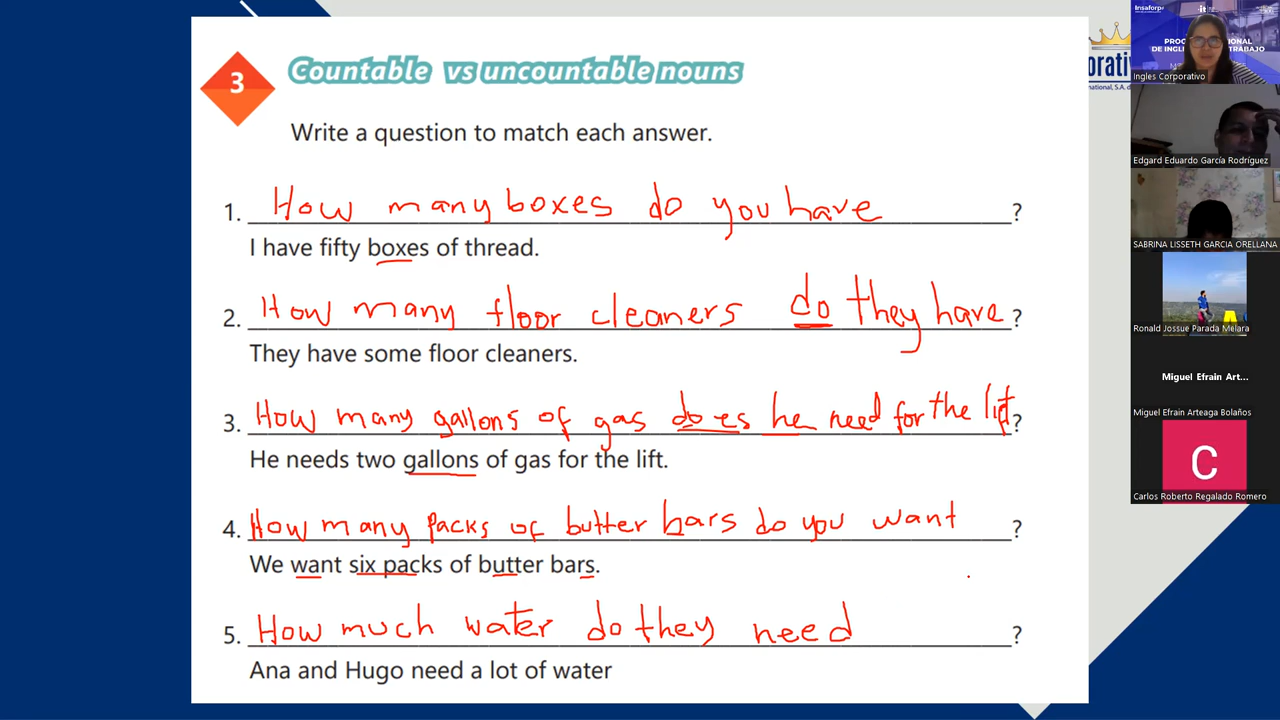 3
Countable vs uncountable nouns
Write a question to match each answer.
1. How many boxes do you have ?
I have fifty boxes of thread.
2. How many floor cleaners do they have ?
They have some floor cleaners.
3. How many gallons of gas does he need for the lift ?
He needs two gallons of gas for the lift.
4. How many packs of butter bars do you want ?
We want six packs of butter bars.
5. How much water do they need ?
Ana and Hugo need a lot of water
Insaforp
Ingles Corporativo
Edgard Eduardo García Rodríguez
SABRINA LISSETH GARCIA ORELLANA
Ronald Jossue Parada Melara
Miguel Efrain Art...
Miguel Efrain Arteaga Bolaños
C
Carlos Roberto Regalado Romero